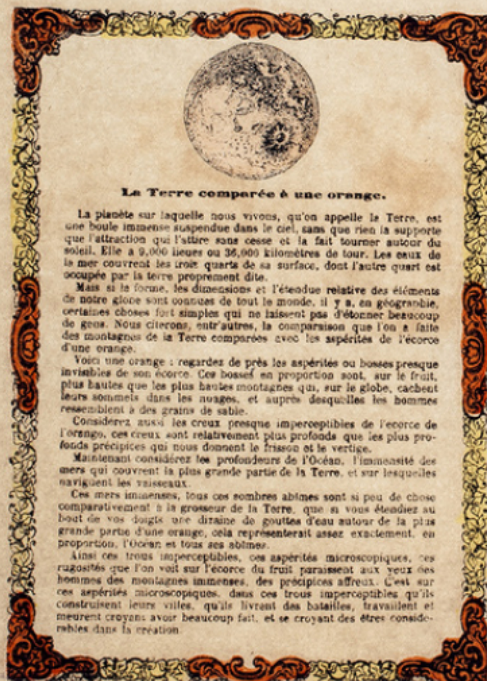 La Terre comparée à une orange.
La planète sur laquelle nous vivons, qu'on appelle la Terre, est
une boule immense suspendue dans le ciel, sans que rien la supporte
que l'attraction qui l'attire sans cesse et la fait tourner autour du
soleil. Elle a 9,000 lieues ou 36,000 kilomètres de tour. Les eaux de
la mer couvrent les trois quarts de sa surface, dont l'autre quart est
occupée par la terre proprement dite.
Mais si la forme, les dimensions et l'étendue relative des éléments
de notre glone sont connues de tout le monde, il y a, en géographie,
certaines choses fort simples qui ne laissent pas d'étonner beaucoup
de gens. Nous citerons, entr'autres, la comparaison que l'on a faite
des montagnes de la Terre comparées avec les aspérités de l'écorce
d'une orange.
Voici une orange : regardez de près les aspérités ou bosses presque
invisibles de son écorce. Ces bosses en proportion sont, sur le fruit,
plus hautes que les plus hautes montagnes qui, sur le globe, cachent
leurs sommets dans les nuages, et auprès desquelles les hommes
ressemblent à des grains de sable.
Considérez aussi les creux presque imperceptibles de l'ecorce de
l'orange, ces creux sont relativement plus profonds que les plus pro-
fonds précipices qui nous donnent le frisson et le vertige.
Maintenant considérez les profondeurs de l'Océan, l'immensité des
mers qui couvrent la plus grande partie de la Terre, et sur lesquelles
naviguent les vaisseaux.
Ces mers immenses, tous ces sombres abîmes sont si peu de chose
comparativement à la grosseur de la Terre, que si vous étendiez au
bout de vos doigts une dizaine de gouttes d'eau autour de la plus
grande partie d'une orange, cela représenterait assez exactement, en
proportion, l'Océan et tous ses abîmes.
Ainsi ces trous imperceptibles, ces aspérités microscopiques, ces
rugosités que l'on voit sur l'écorce du fruit paraissent aux yeux des
hommes des montagnes immenses, des précipices affreux. C'est sur
ces aspérités microscopiques, dans ces trous imperceptibles qu'ils
construisent leurs villes, qu'ils livrent des batailles, travaillent et
meurent croyant avoir beaucoup fait, et se croyant des êtres considé-
rables dans la création.